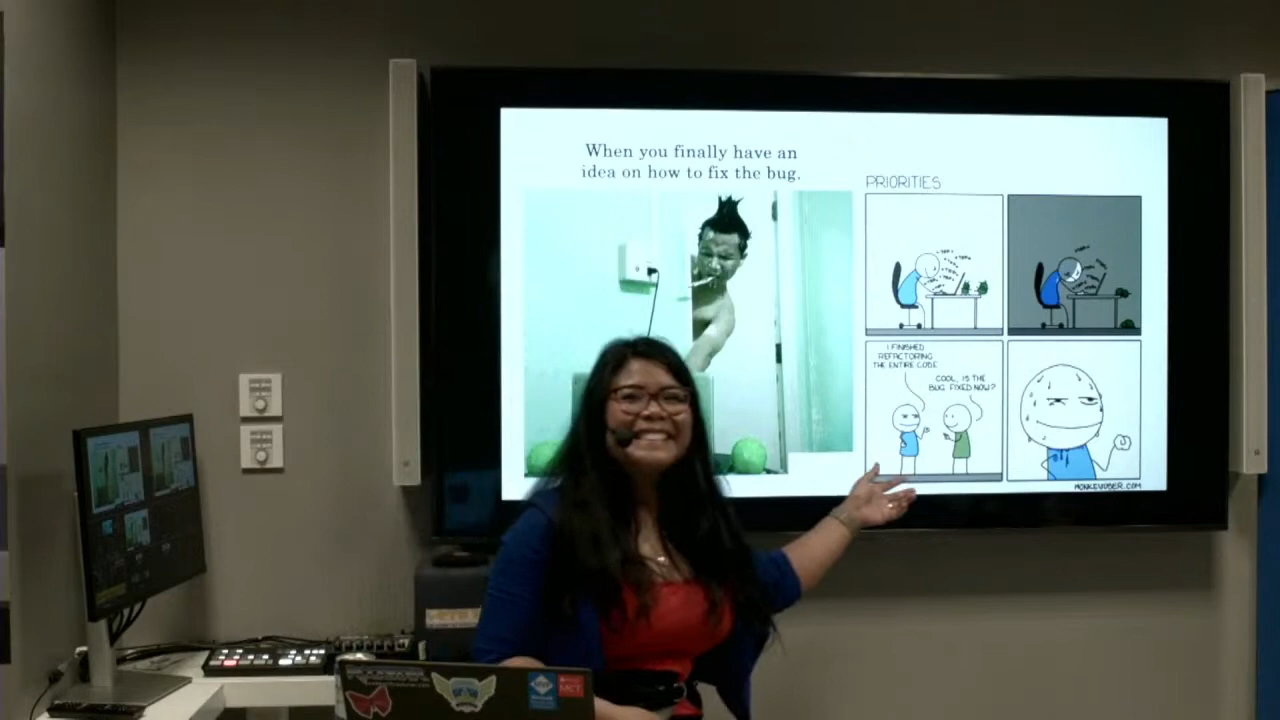 When you finally have an
idea on how to fix the bug.
PRIORITIES
I FINISHED
REFACTORING
THE ENTIRE CODE
COOL, IS THE
BUG FIXED NOW?
MONKEYUSER.COM
MCT